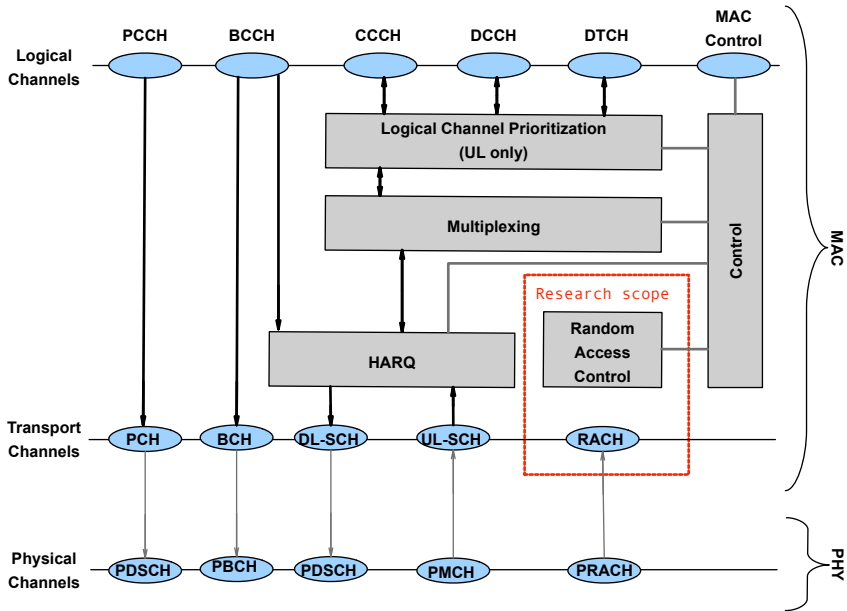 PCCH
BCCH
CCCH
DCCH
DTCH
MAC
Control
Logical
Channels
Logical Channel Prioritization
(UL only)
Multiplexing
Control
MAC
Research scope
Random
Access
Control
HARQ
Transport
Channels
PCH
BCH
DL-SCH
UL-SCH
RACH
Physical
Channels
PDSCH
PBCH
PDSCH
PMCH
PRACH
PHY